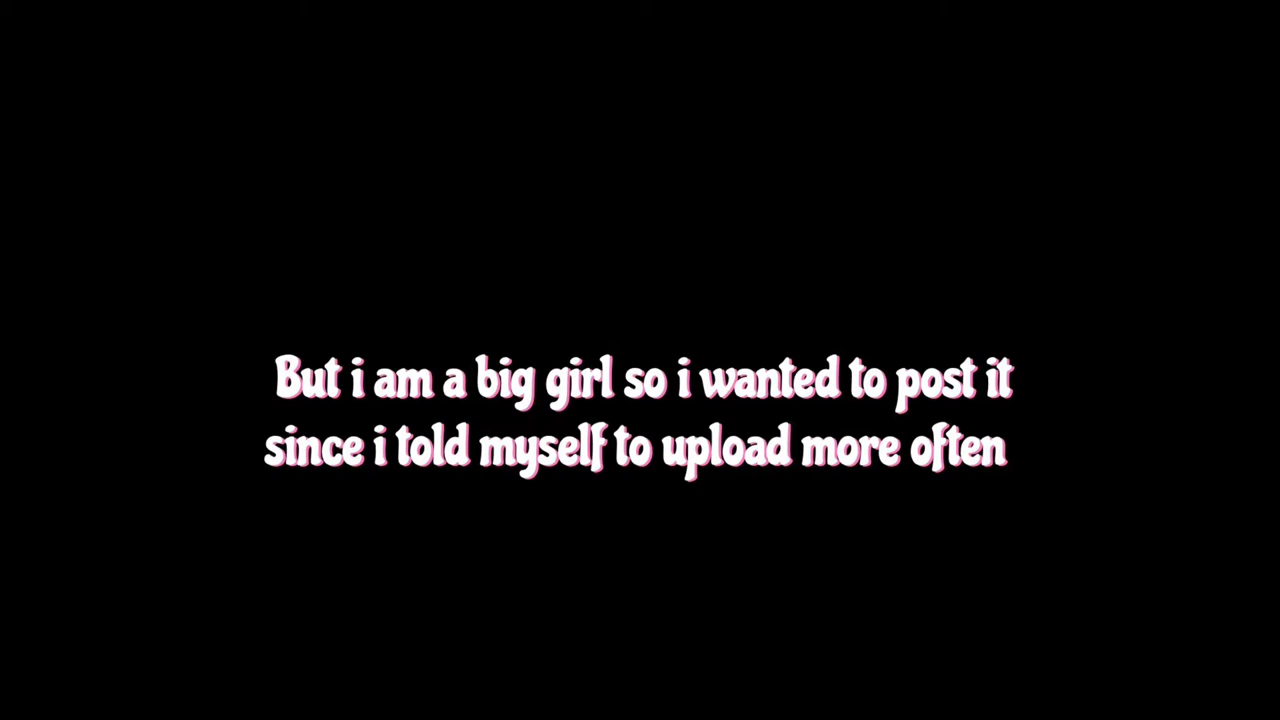 But i am a big girl so i wanted to post it
since i told myself to upload more often